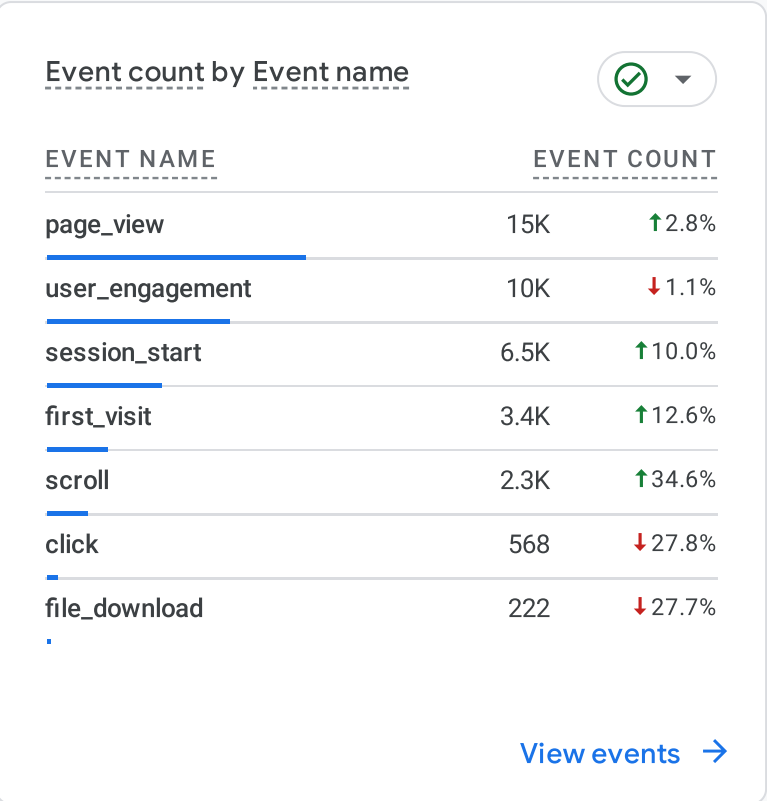 Event count by Event name
EVENT NAME EVENT COUNT
page_view 15K ↑2.8%
user_engagement 10K ↓1.1%
session_start 6.5K ↑10.0%
first_visit 3.4K ↑12.6%
scroll 2.3K ↑34.6%
click 568 ↓27.8%
file_download 222 ↓27.7%
View events →